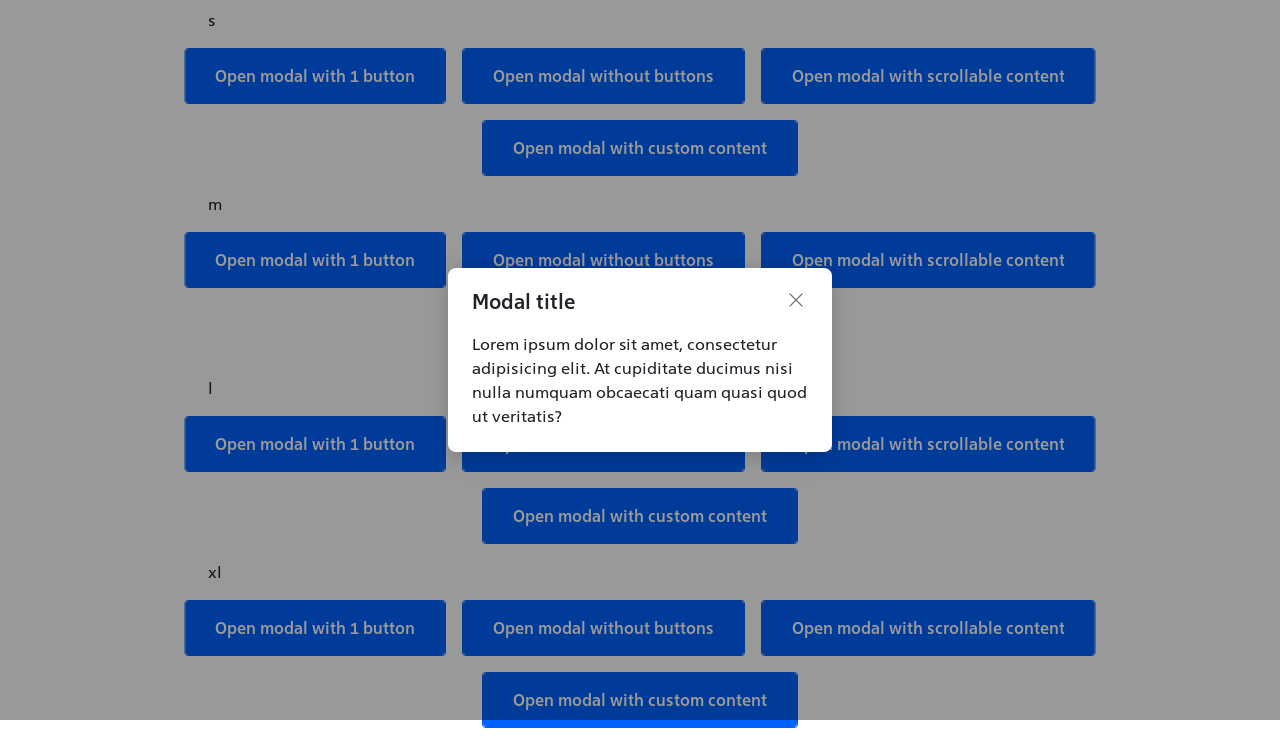 s
Open modal with 1 button
Open modal without buttons
Open modal with scrollable content
Open modal with custom content
m
Open modal with 1 button
Open modal without buttons
Open modal with scrollable content
Modal title
Lorem ipsum dolor sit amet, consectetur
adipisicing elit. At cupiditate ducimus nisi
nulla numquam obcaecati quam quasi quod
ut veritatis?
l
Open modal with 1 button
modal with scrollable content
Open modal with custom content
xl
Open modal with 1 button
Open modal without buttons
Open modal with scrollable content
Open modal with custom content